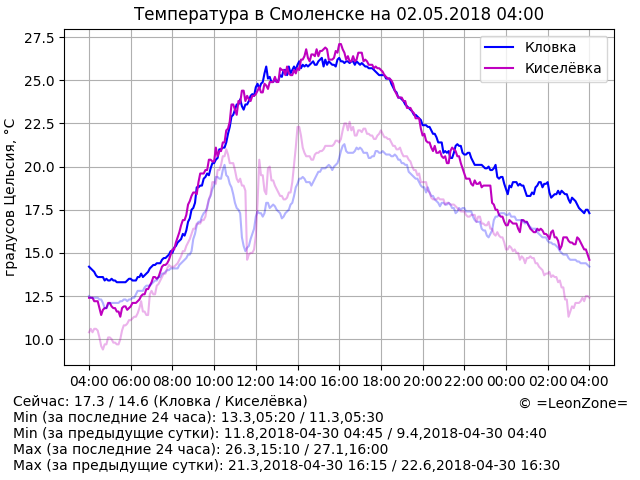 Температура в Смоленске на 02.05.2018 04:00
градусов Цельсия, °C
27.5
25.0
22.5
20.0
17.5
15.0
12.5
10.0
Кловка
Киселёвка
04:00 06:00 08:00 10:00 12:00 14:00 16:00 18:00 20:00 22:00 00:00 02:00 04:00
Сейчас: 17.3 / 14.6 (Кловка / Киселёвка)
© =LeonZone=
Min (за последние 24 часа): 13.3,05:20 / 11.3,05:30
Min (за предыдущие сутки): 11.8,2018-04-30 04:45 / 9.4,2018-04-30 04:40
Max (за последние 24 часа): 26.3,15:10 / 27.1,16:00
Max (за предыдущие сутки): 21.3,2018-04-30 16:15 / 22.6,2018-04-30 16:30